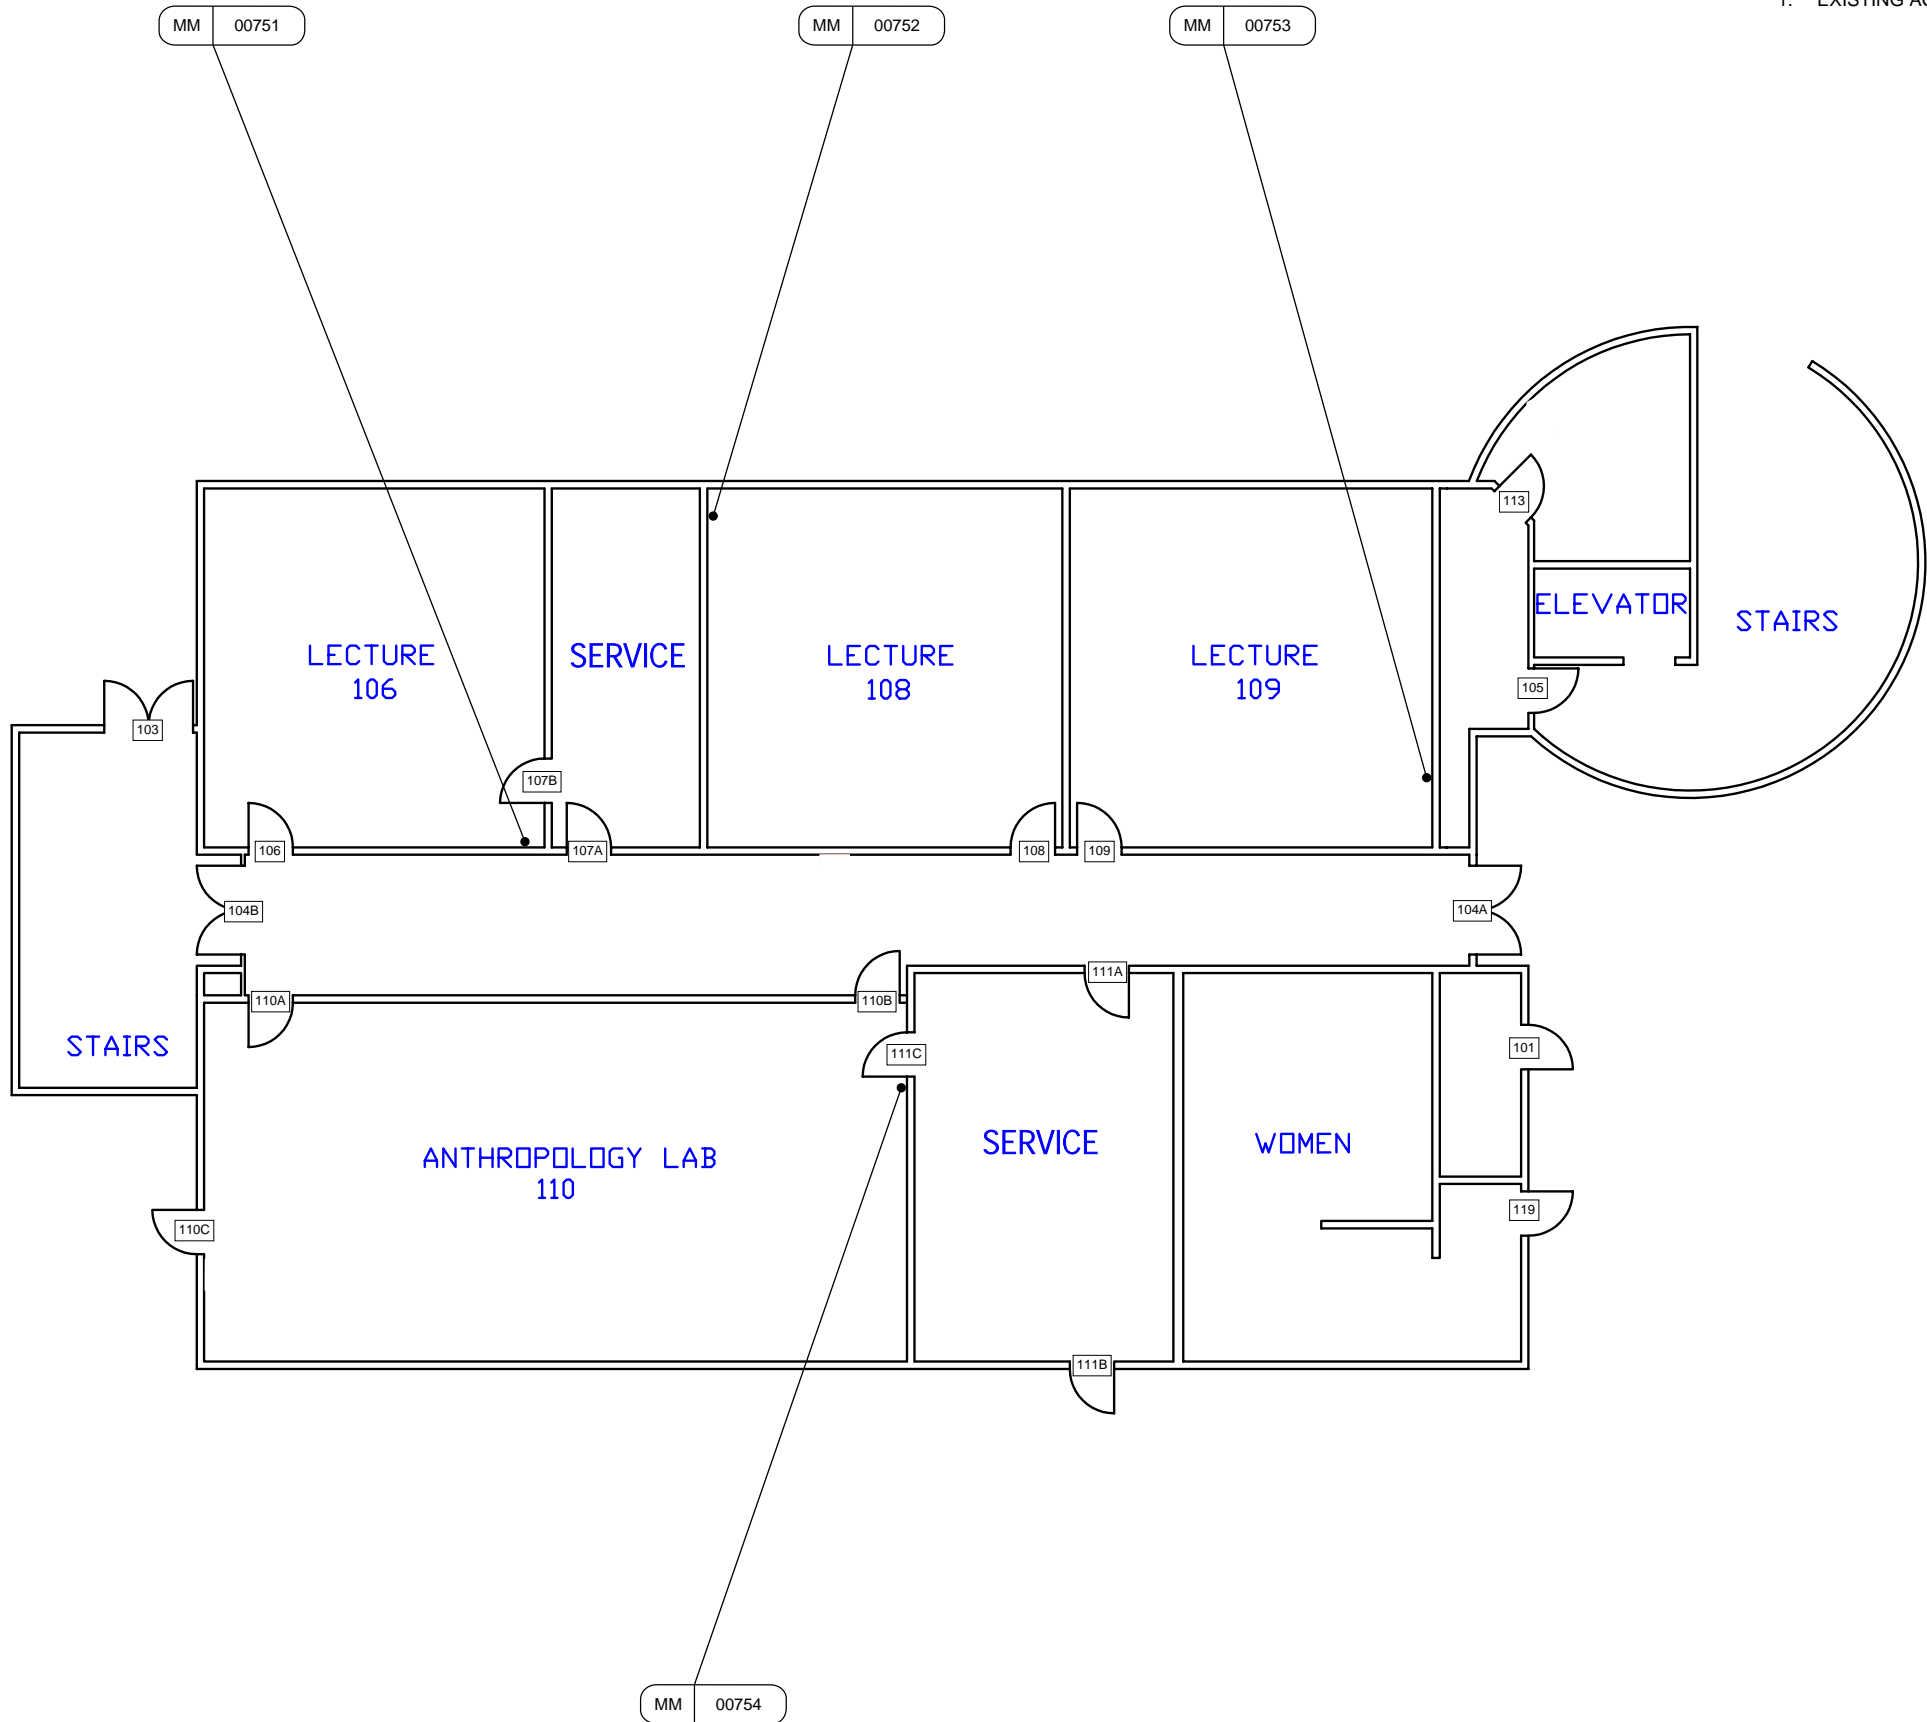 1. EXISTING
MM 00751
MM 00752
MM 00753
113
ELEVATOR
STAIRS
LECTURE
106
SERVICE
LECTURE
108
LECTURE
109
105
103
107B
106
107A
108
109
104B
104A
111A
110A
110B
STAIRS
111C
101
ANTHROPOLOGY LAB
110
SERVICE
WOMEN
110C
119
111B
MM 00754